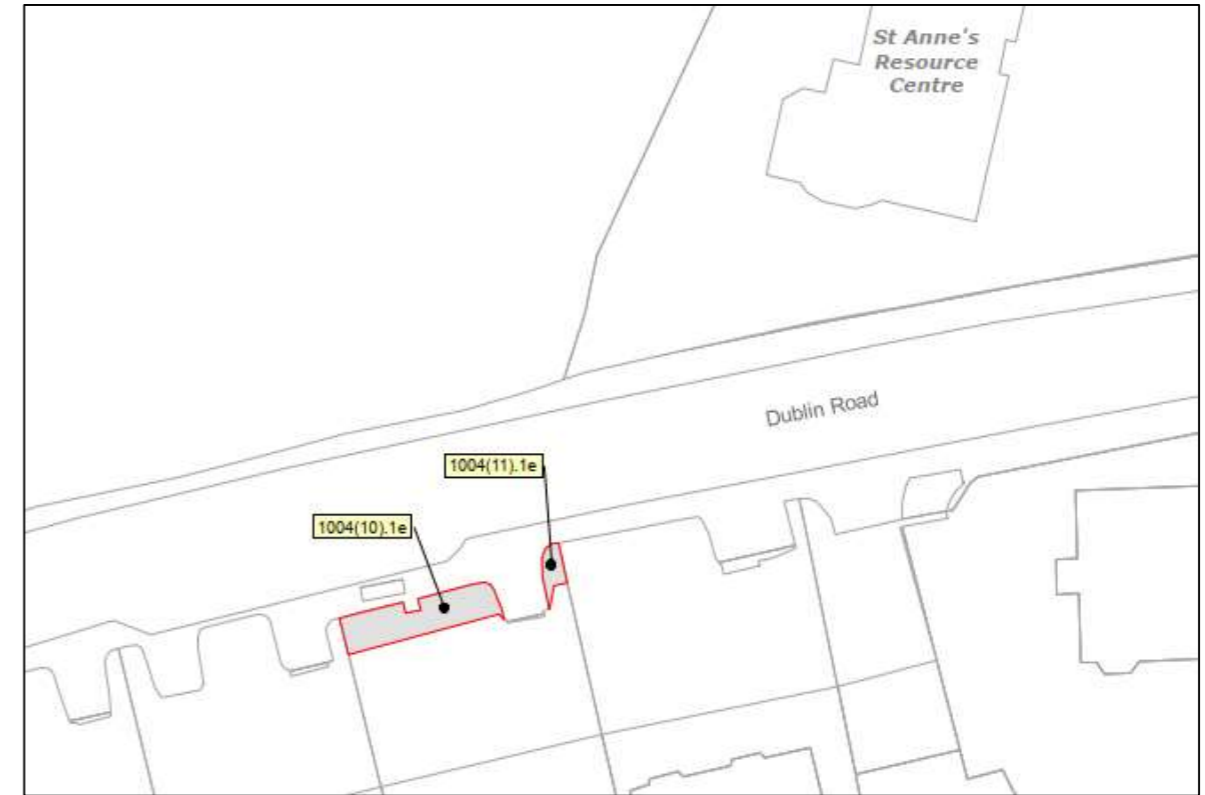 St Anne's
Resource
Centre
Dublin Road
1004(11).1e
1004(10).1e